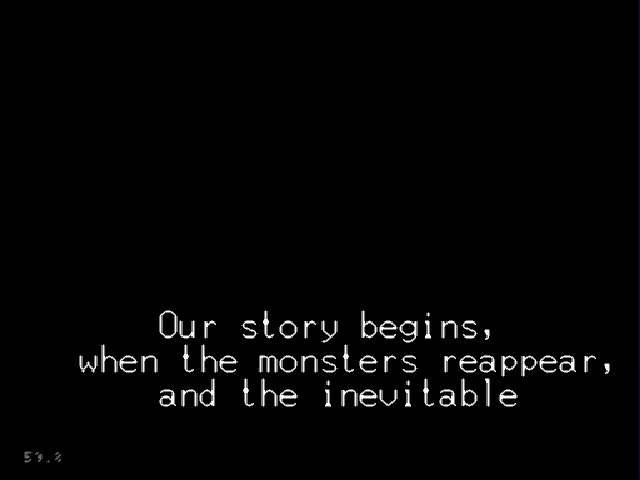 Our story begins,
when the monsters reappear,
and the inevitable